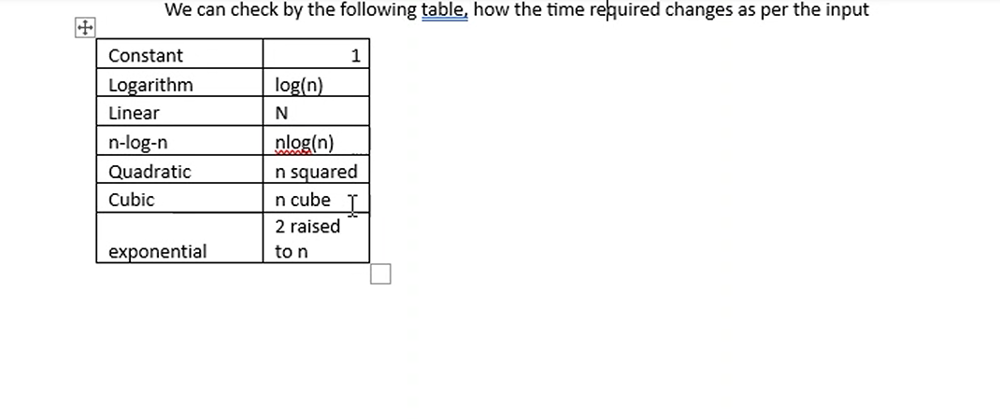 We can check by the following table, how the time required changes as per the input
Constant 1
Logarithm log(n)
Linear N
n-log-n nlog(n)
Quadratic n squared
Cubic n cube
exponential 2 raised
to n